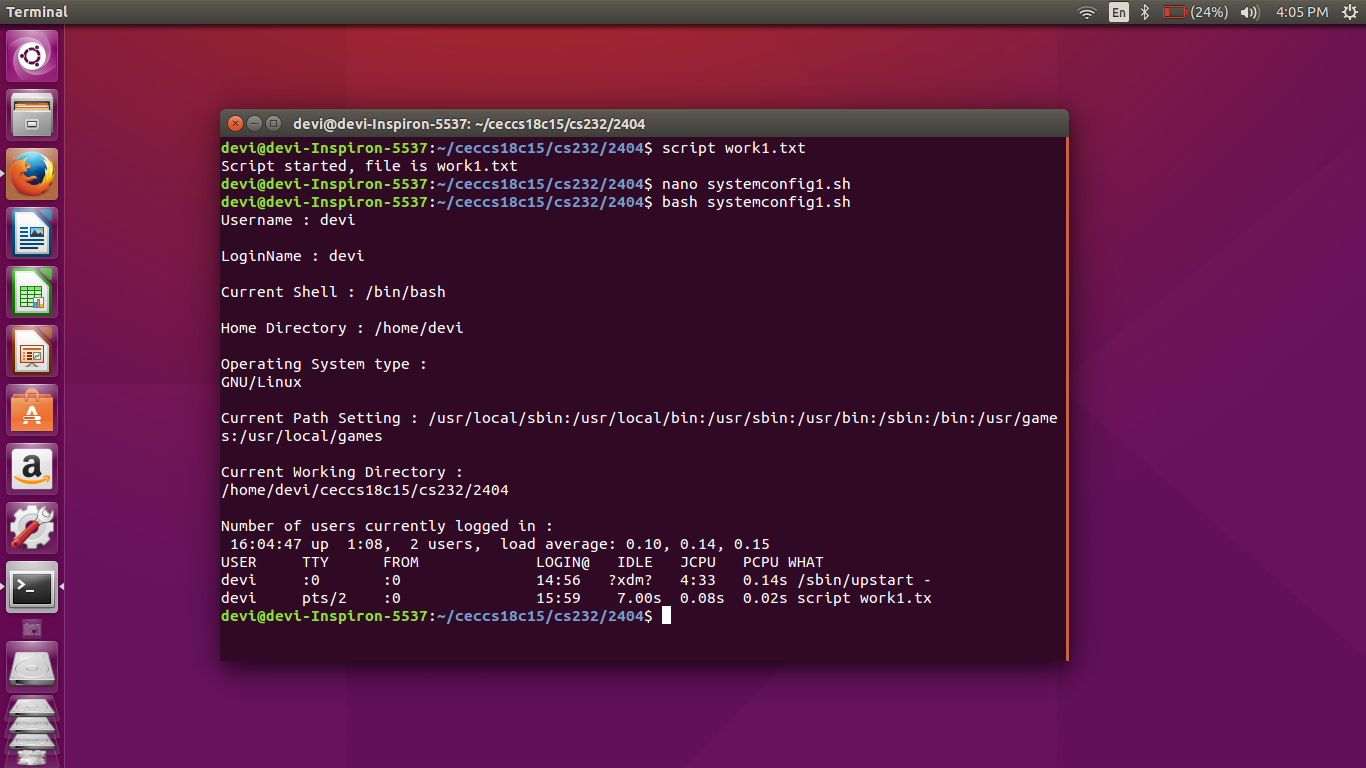 Terminal
En
(24%)
4:05 PM
devi@devi-Inspiron-5537: ~/ceccs18c15/cs232/2404
devi@devi-Inspiron-5537:~/ceccs18c15/cs232/2404$ script work1.txt
Script started, file is work1.txt
devi@devi-Inspiron-5537:~/ceccs18c15/cs232/2404$ nano systemconfig1.sh
devi@devi-Inspiron-5537:~/ceccs18c15/cs232/2404$ bash systemconfig1.sh
Username : devi
LoginName : devi
Current Shell : /bin/bash
Home Directory : /home/devi
Operating System type :
GNU/Linux
Current Path Setting : /usr/local/sbin:/usr/local/bin:/usr/sbin:/usr/bin:/sbin:/bin:/usr/game
s:/usr/local/games
Current Working Directory :
/home/devi/ceccs18c15/cs232/2404
Number of users currently logged in :
 16:04:47 up  1:08,  2 users,  load average: 0.10, 0.14, 0.15
USER     TTY      FROM             LOGIN@   IDLE   JCPU   PCPU WHAT
devi     :0       :0               14:56   ?xdm?   4:33   0.14s /sbin/upstart -
devi     pts/2    :0               15:59    7.00s  0.08s  0.02s script work1.tx
devi@devi-Inspiron-5537:~/ceccs18c15/cs232/2404$